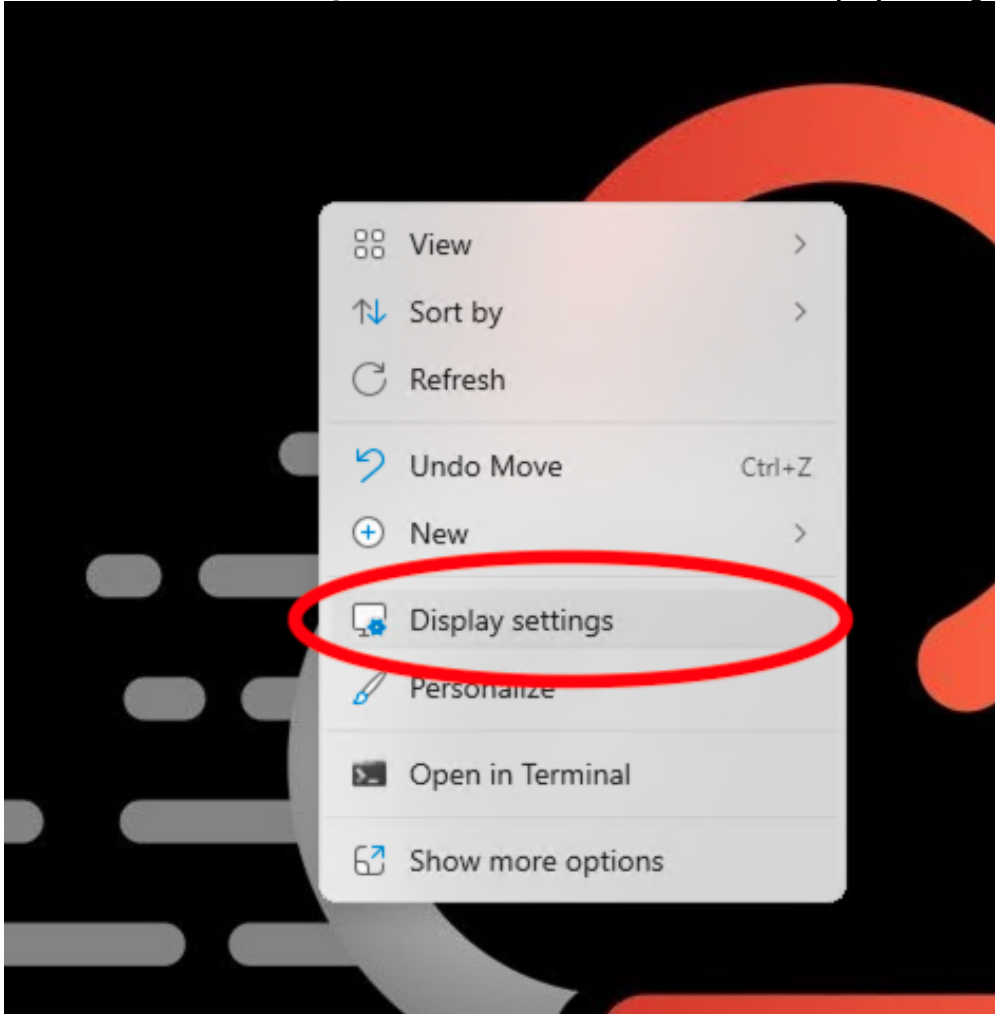 View
Sort by
Refresh
Undo Move Ctrl+Z
New
Display settings
Personalize
Open in Terminal
Show more options